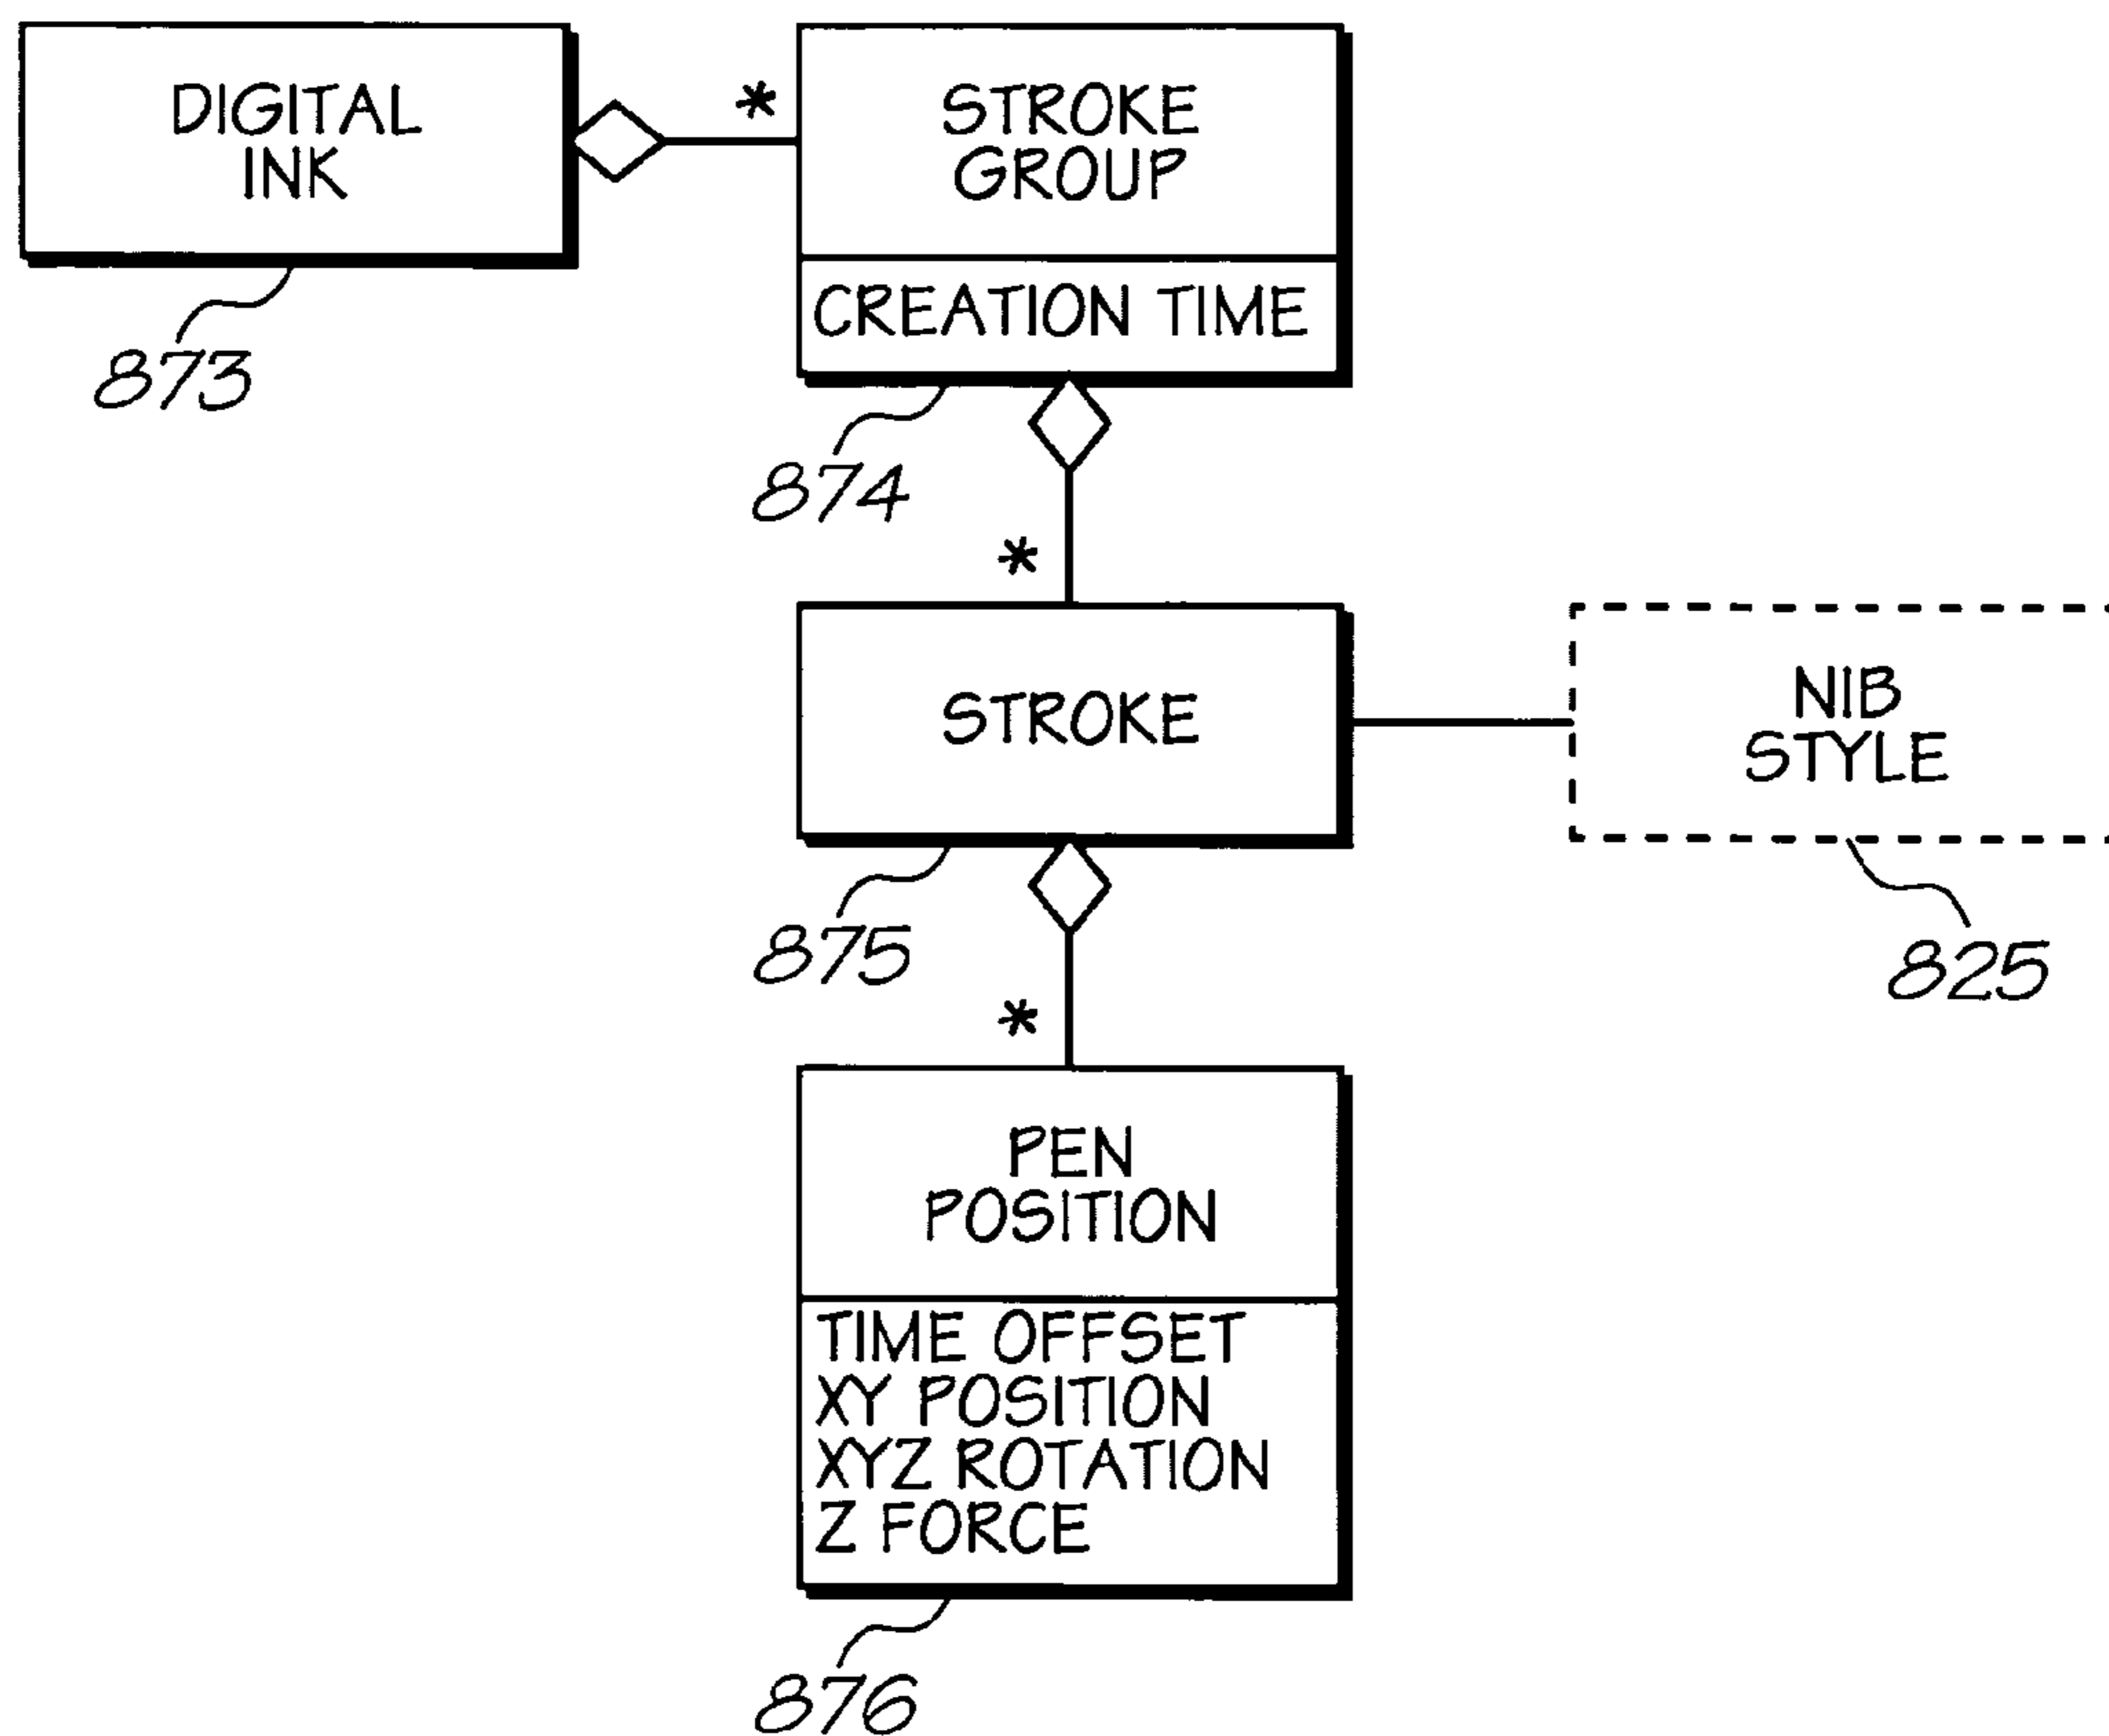 DIGITAL
INK
873
*
STROKE
GROUP
CREATION TIME
874
*
STROKE
875
NIB
STYLE
825
*
PEN
POSITION
TIME OFFSET
XY POSITION
XYZ ROTATION
Z FORCE
876